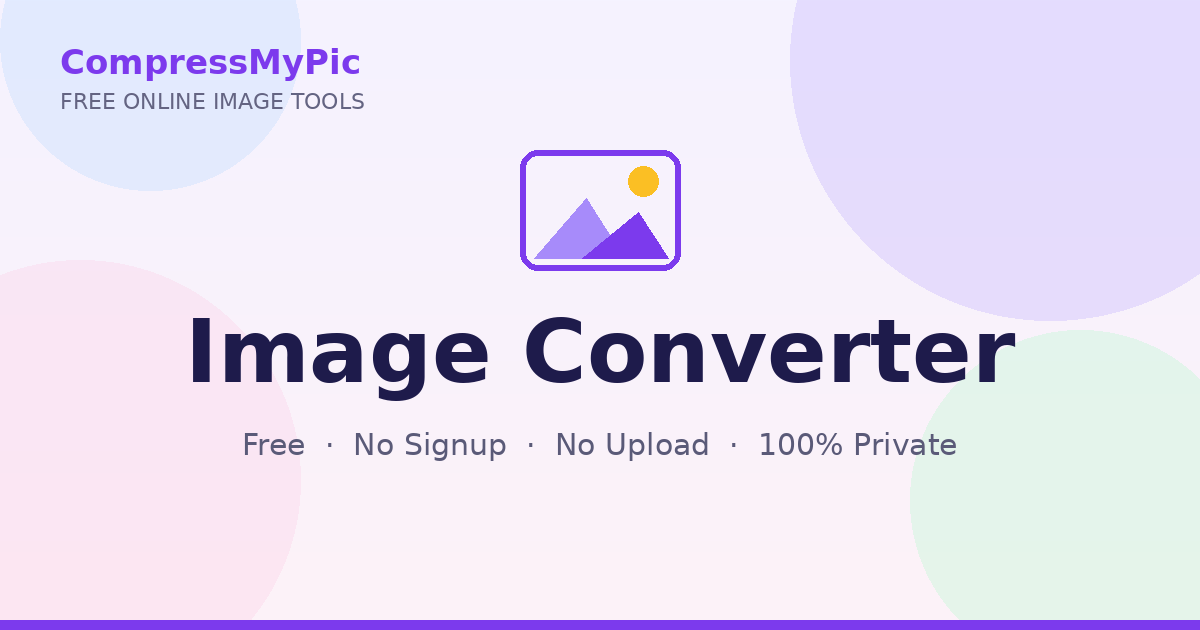 CompressMyPic
FREE ONLINE IMAGE TOOLS
Image Converter
Free · No Signup · No Upload · 100% Private